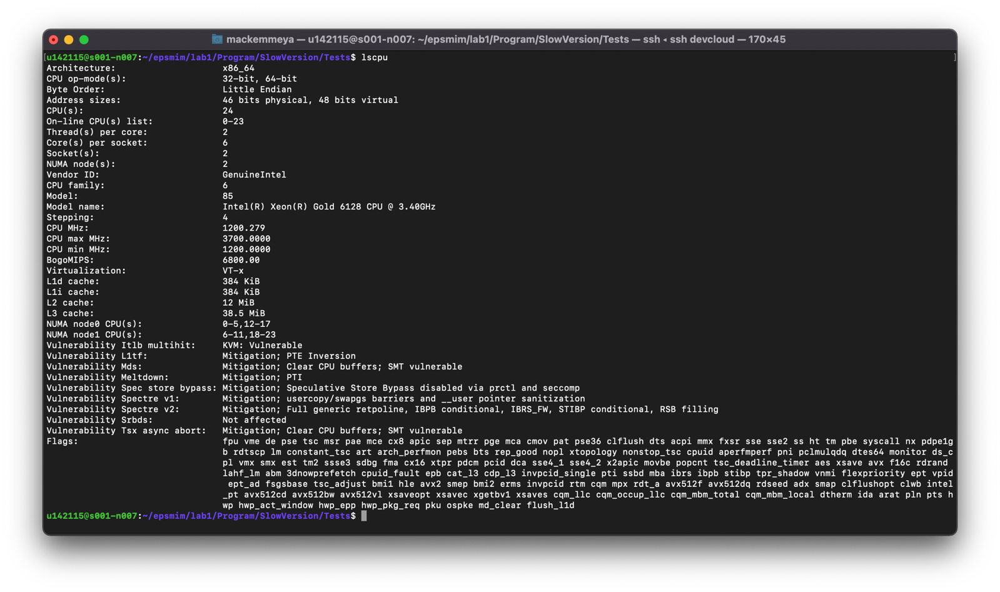 mackemmeya — u142115@s001-n007: ~/epsmim/lab1/Program/SlowVersion/Tests — ssh ◂ ssh devcloud — 170×45
[u142115@s001-n007:~/epsmim/lab1/Program/SlowVersion/Tests$ lscpu ]
Architecture: x86_64
CPU op-mode(s): 32-bit, 64-bit
Byte Order: Little Endian
Address sizes: 46 bits physical, 48 bits virtual
CPU(s): 24
On-line CPU(s) list: 0-23
Thread(s) per core: 2
Core(s) per socket: 6
Socket(s): 2
NUMA node(s): 2
Vendor ID: GenuineIntel
CPU family: 6
Model: 85
Model name: Intel(R) Xeon(R) Gold 6128 CPU @ 3.40GHz
Stepping: 4
CPU MHz: 1200.279
CPU max MHz: 3700.0000
CPU min MHz: 1200.0000
BogoMIPS: 6800.00
Virtualization: VT-x
L1d cache: 384 KiB
L1i cache: 384 KiB
L2 cache: 12 MiB
L3 cache: 38.5 MiB
NUMA node0 CPU(s): 0-5,12-17
NUMA node1 CPU(s): 6-11,18-23
Vulnerability Itlb multihit: KVM: Vulnerable
Vulnerability L1tf: Mitigation; PTE Inversion
Vulnerability Mds: Mitigation; Clear CPU buffers; SMT vulnerable
Vulnerability Meltdown: Mitigation; PTI
Vulnerability Spec store bypass: Mitigation; Speculative Store Bypass disabled via prctl and seccomp
Vulnerability Spectre v1: Mitigation; usercopy/swapgs barriers and __user pointer sanitization
Vulnerability Spectre v2: Mitigation; Full generic retpoline, IBPB conditional, IBRS_FW, STIBP conditional, RSB filling
Vulnerability Srbds: Not affected
Vulnerability Tsx async abort: Mitigation; Clear CPU buffers; SMT vulnerable
Flags: fpu vme de pse tsc msr pae mce cx8 apic sep mtrr pge mca cmov pat pse36 clflush dts acpi mmx fxsr sse sse2 ss ht tm pbe syscall nx pdpe1g
b rdtscp lm constant_tsc art arch_perfmon pebs bts rep_good nopl xtopology nonstop_tsc cpuid aperfmperf pni pclmulqdq dtes64 monitor ds_c
pl vmx smx est tm2 ssse3 sdbg fma cx16 xtpr pdcm pcid dca sse4_1 sse4_2 x2apic movbe popcnt tsc_deadline_timer aes xsave avx f16c rdrand
lahf_lm abm 3dnowprefetch cpuid_fault epb cat_l3 cdp_l3 invpcid_single pti ssbd mba ibrs ibpb stibp tpr_shadow vnmi flexpriority ept vpid
ept_ad fsgsbase tsc_adjust bmi1 hle avx2 smep bmi2 erms invpcid rtm cqm mpx rdt_a avx512f avx512dq rdseed adx smap clflushopt clwb intel
_pt avx512cd avx512bw avx512vl xsaveopt xsavec xgetbv1 xsaves cqm_llc cqm_occup_llc cqm_mbm_total cqm_mbm_local dtherm ida arat pln pts h
wp hwp_act_window hwp_epp hwp_pkg_req pku ospke md_clear flush_l1d
u142115@s001-n007:~/epsmim/lab1/Program/SlowVersion/Tests$